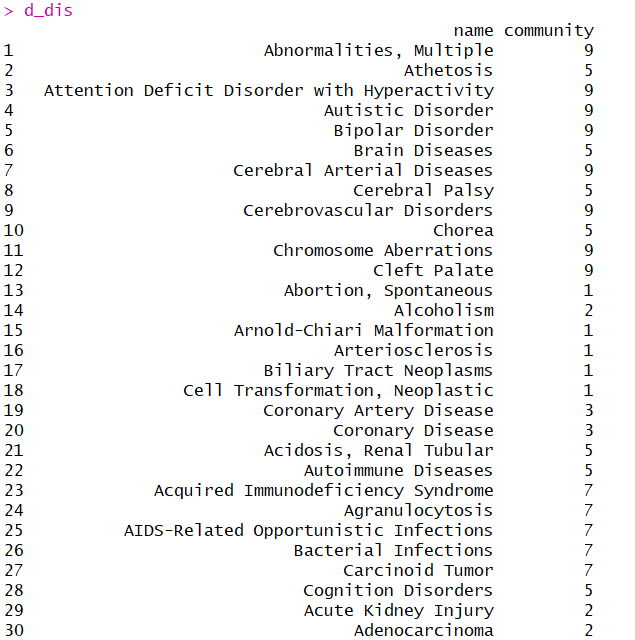 > d_dis
name community
1 Abnormalities, Multiple 9
2 Athetosis 5
3 Attention Deficit Disorder with Hyperactivity 9
4 Autistic Disorder 9
5 Bipolar Disorder 9
6 Brain Diseases 5
7 Cerebral Arterial Diseases 9
8 Cerebral Palsy 5
9 Cerebrovascular Disorders 9
10 Chorea 5
11 Chromosome Aberrations 9
12 Cleft Palate 9
13 Abortion, Spontaneous 1
14 Alcoholism 2
15 Arnold-Chiari Malformation 1
16 Arteriosclerosis 1
17 Biliary Tract Neoplasms 1
18 Cell Transformation, Neoplastic 1
19 Coronary Artery Disease 3
20 Coronary Disease 3
21 Acidosis, Renal Tubular 5
22 Autoimmune Diseases 5
23 Acquired Immunodeficiency Syndrome 7
24 Agranulocytosis 7
25 AIDS-Related Opportunistic Infections 7
26 Bacterial Infections 7
27 Carcinoid Tumor 7
28 Cognition Disorders 5
29 Acute Kidney Injury 2
30 Adenocarcinoma 2